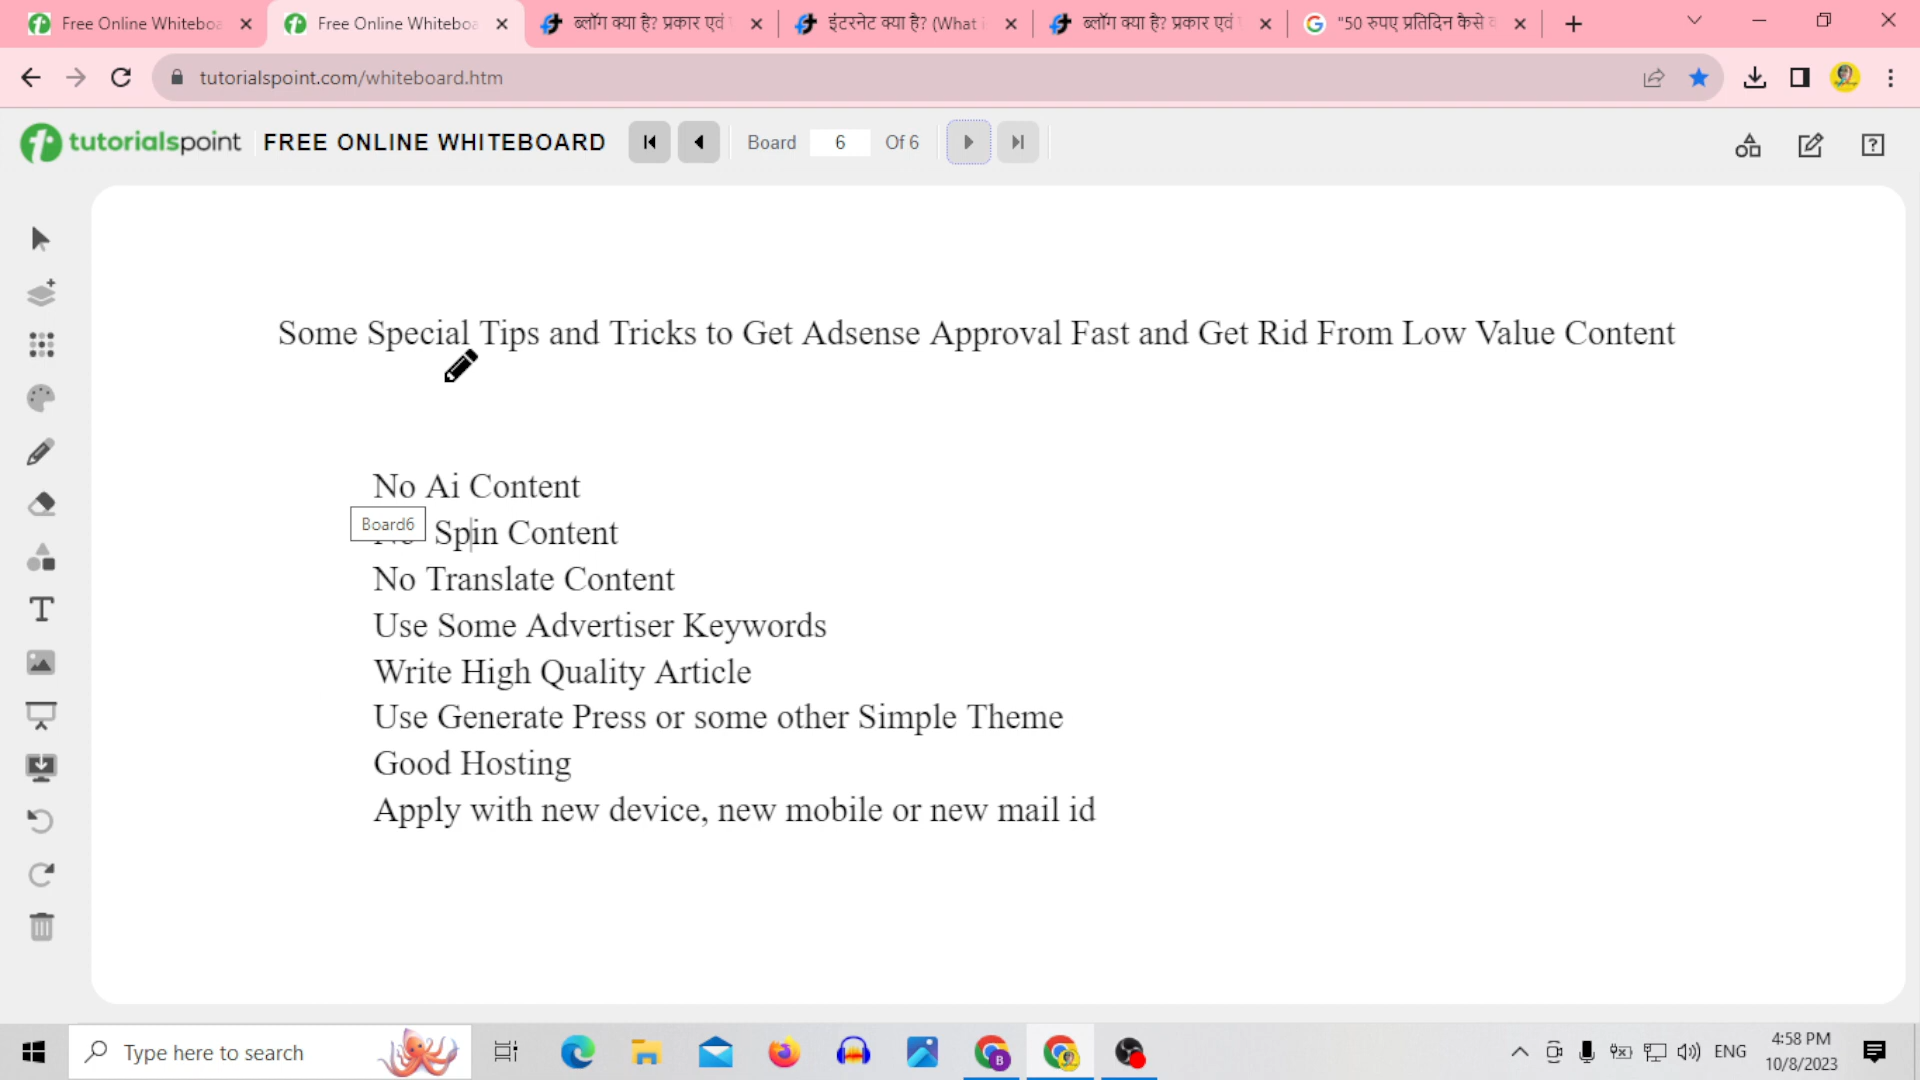 Free Online Whiteboa
Free Online Whiteboa
ब्लॉग क्या है? प्रकार एवं
इंटरनेट क्या है? (What i
ब्लॉग क्या है? प्रकार एवं
"50 रुपए प्रतिदिन कैसे क
tutorialspoint.com/whiteboard.htm
tutorialspoint FREE ONLINE WHITEBOARD Board 6 Of 6
Some Special Tips and Tricks to Get Adsense Approval Fast and Get Rid From Low Value Content
No Ai Content
Board6
No Spin Content
No Translate Content
Use Some Advertiser Keywords
Write High Quality Article
Use Generate Press or some other Simple Theme
Good Hosting
Apply with new device, new mobile or new mail id
Type here to search
ENG
4:58 PM
10/8/2023